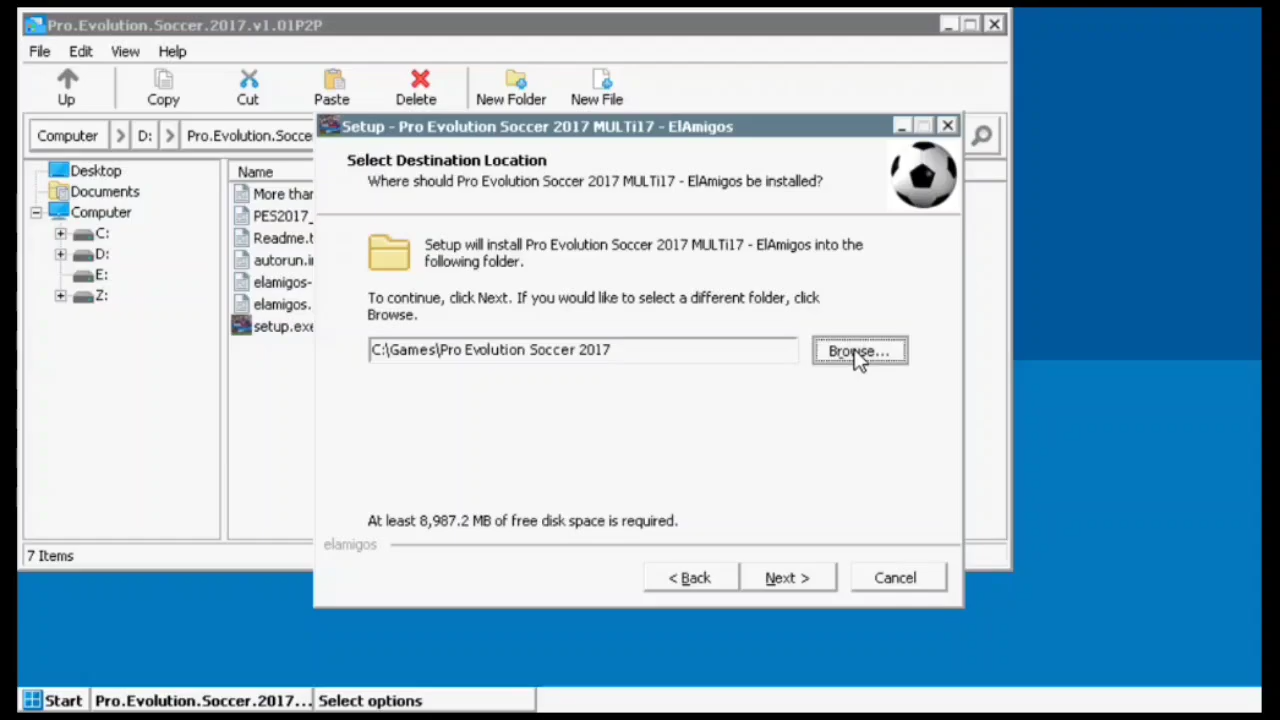 Pro.Evolution.Soccer.2017.v1.01P2P
File Edit View Help
Up Copy Cut Paste Delete New Folder New File
Computer D: Pro.Evolution.Socce
Desktop
Documents
Computer
C:
D:
E:
Z:
Name
More than
PES2017_
Readme.t
autorun.in
elamigos-
elamigos.
setup.exe
7 Items
Setup - Pro Evolution Soccer 2017 MULTi17 - ElAmigos
Select Destination Location
Where should Pro Evolution Soccer 2017 MULTi17 - ElAmigos be installed?
Setup will install Pro Evolution Soccer 2017 MULTi17 - ElAmigos into the
following folder.
To continue, click Next. If you would like to select a different folder, click
Browse.
C:\Games\Pro Evolution Soccer 2017
Browse...
At least 8,987.2 MB of free disk space is required.
elamigos
< Back Next > Cancel
Start Pro.Evolution.Soccer.2017... Select options